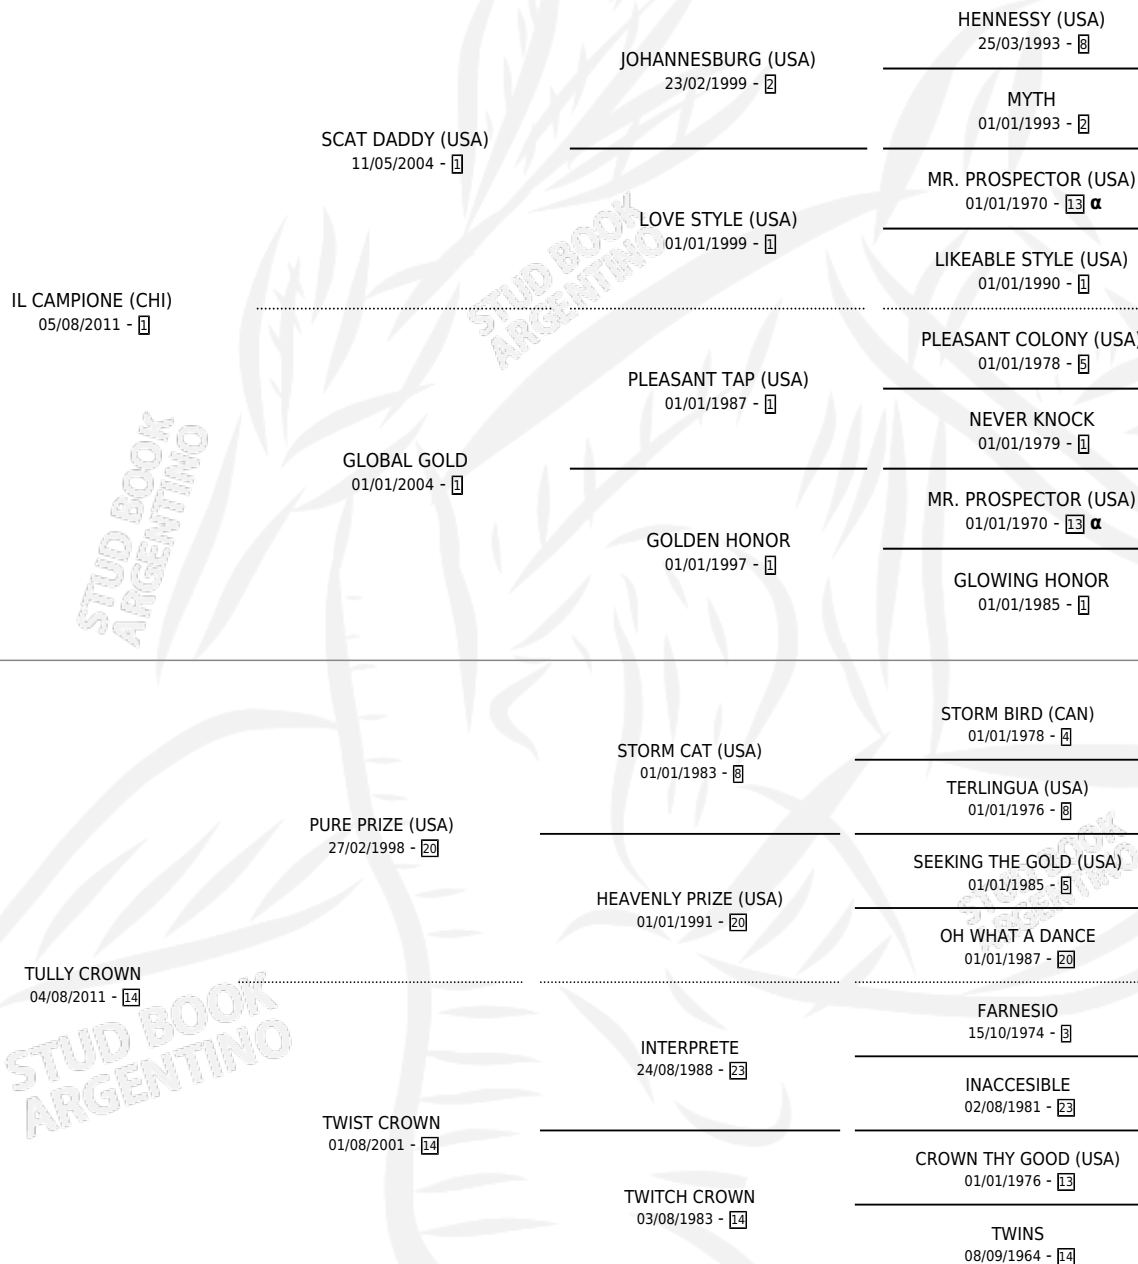 HENNESSY (USA)
25/03/1993 - 8
JOHANNESBURG (USA)
23/02/1999 - 2
MYTH
01/01/1993 - 2
SCAT DADDY (USA)
11/05/2004 - 1
MR. PROSPECTOR (USA)
01/01/1970 - 13 α
LOVE STYLE (USA)
01/01/1999 - 1
LIKEABLE STYLE (USA)
01/01/1990 - 1
IL CAMPIONE (CHI)
05/08/2011 - 1
PLEASANT COLONY (USA)
01/01/1978 - 5
PLEASANT TAP (USA)
01/01/1987 - 1
NEVER KNOCK
01/01/1979 - 1
GLOBAL GOLD
01/01/2004 - 1
MR. PROSPECTOR (USA)
01/01/1970 - 13 α
GOLDEN HONOR
01/01/1997 - 1
GLOWING HONOR
01/01/1985 - 1
STORM BIRD (CAN)
01/01/1978 - 4
STORM CAT (USA)
01/01/1983 - 8
TERLINGUA (USA)
01/01/1976 - 8
PURE PRIZE (USA)
27/02/1998 - 20
SEEKING THE GOLD (USA)
01/01/1985 - 5
HEAVENLY PRIZE (USA)
01/01/1991 - 20
OH WHAT A DANCE
01/01/1987 - 20
TULLY CROWN
04/08/2011 - 14
FARNESIO
15/10/1974 - 3
INTERPRETE
24/08/1988 - 23
INACCESIBLE
02/08/1981 - 23
TWIST CROWN
01/08/2001 - 14
CROWN THY GOOD (USA)
01/01/1976 - 13
TWITCH CROWN
03/08/1983 - 14
TWINS
08/09/1964 - 14
STUD BOOK
ARGENTINO
STUD BOOK
ARGENTINO
STUD BOOK
ARGENTINO
STUD BOOK
ARGENTINO